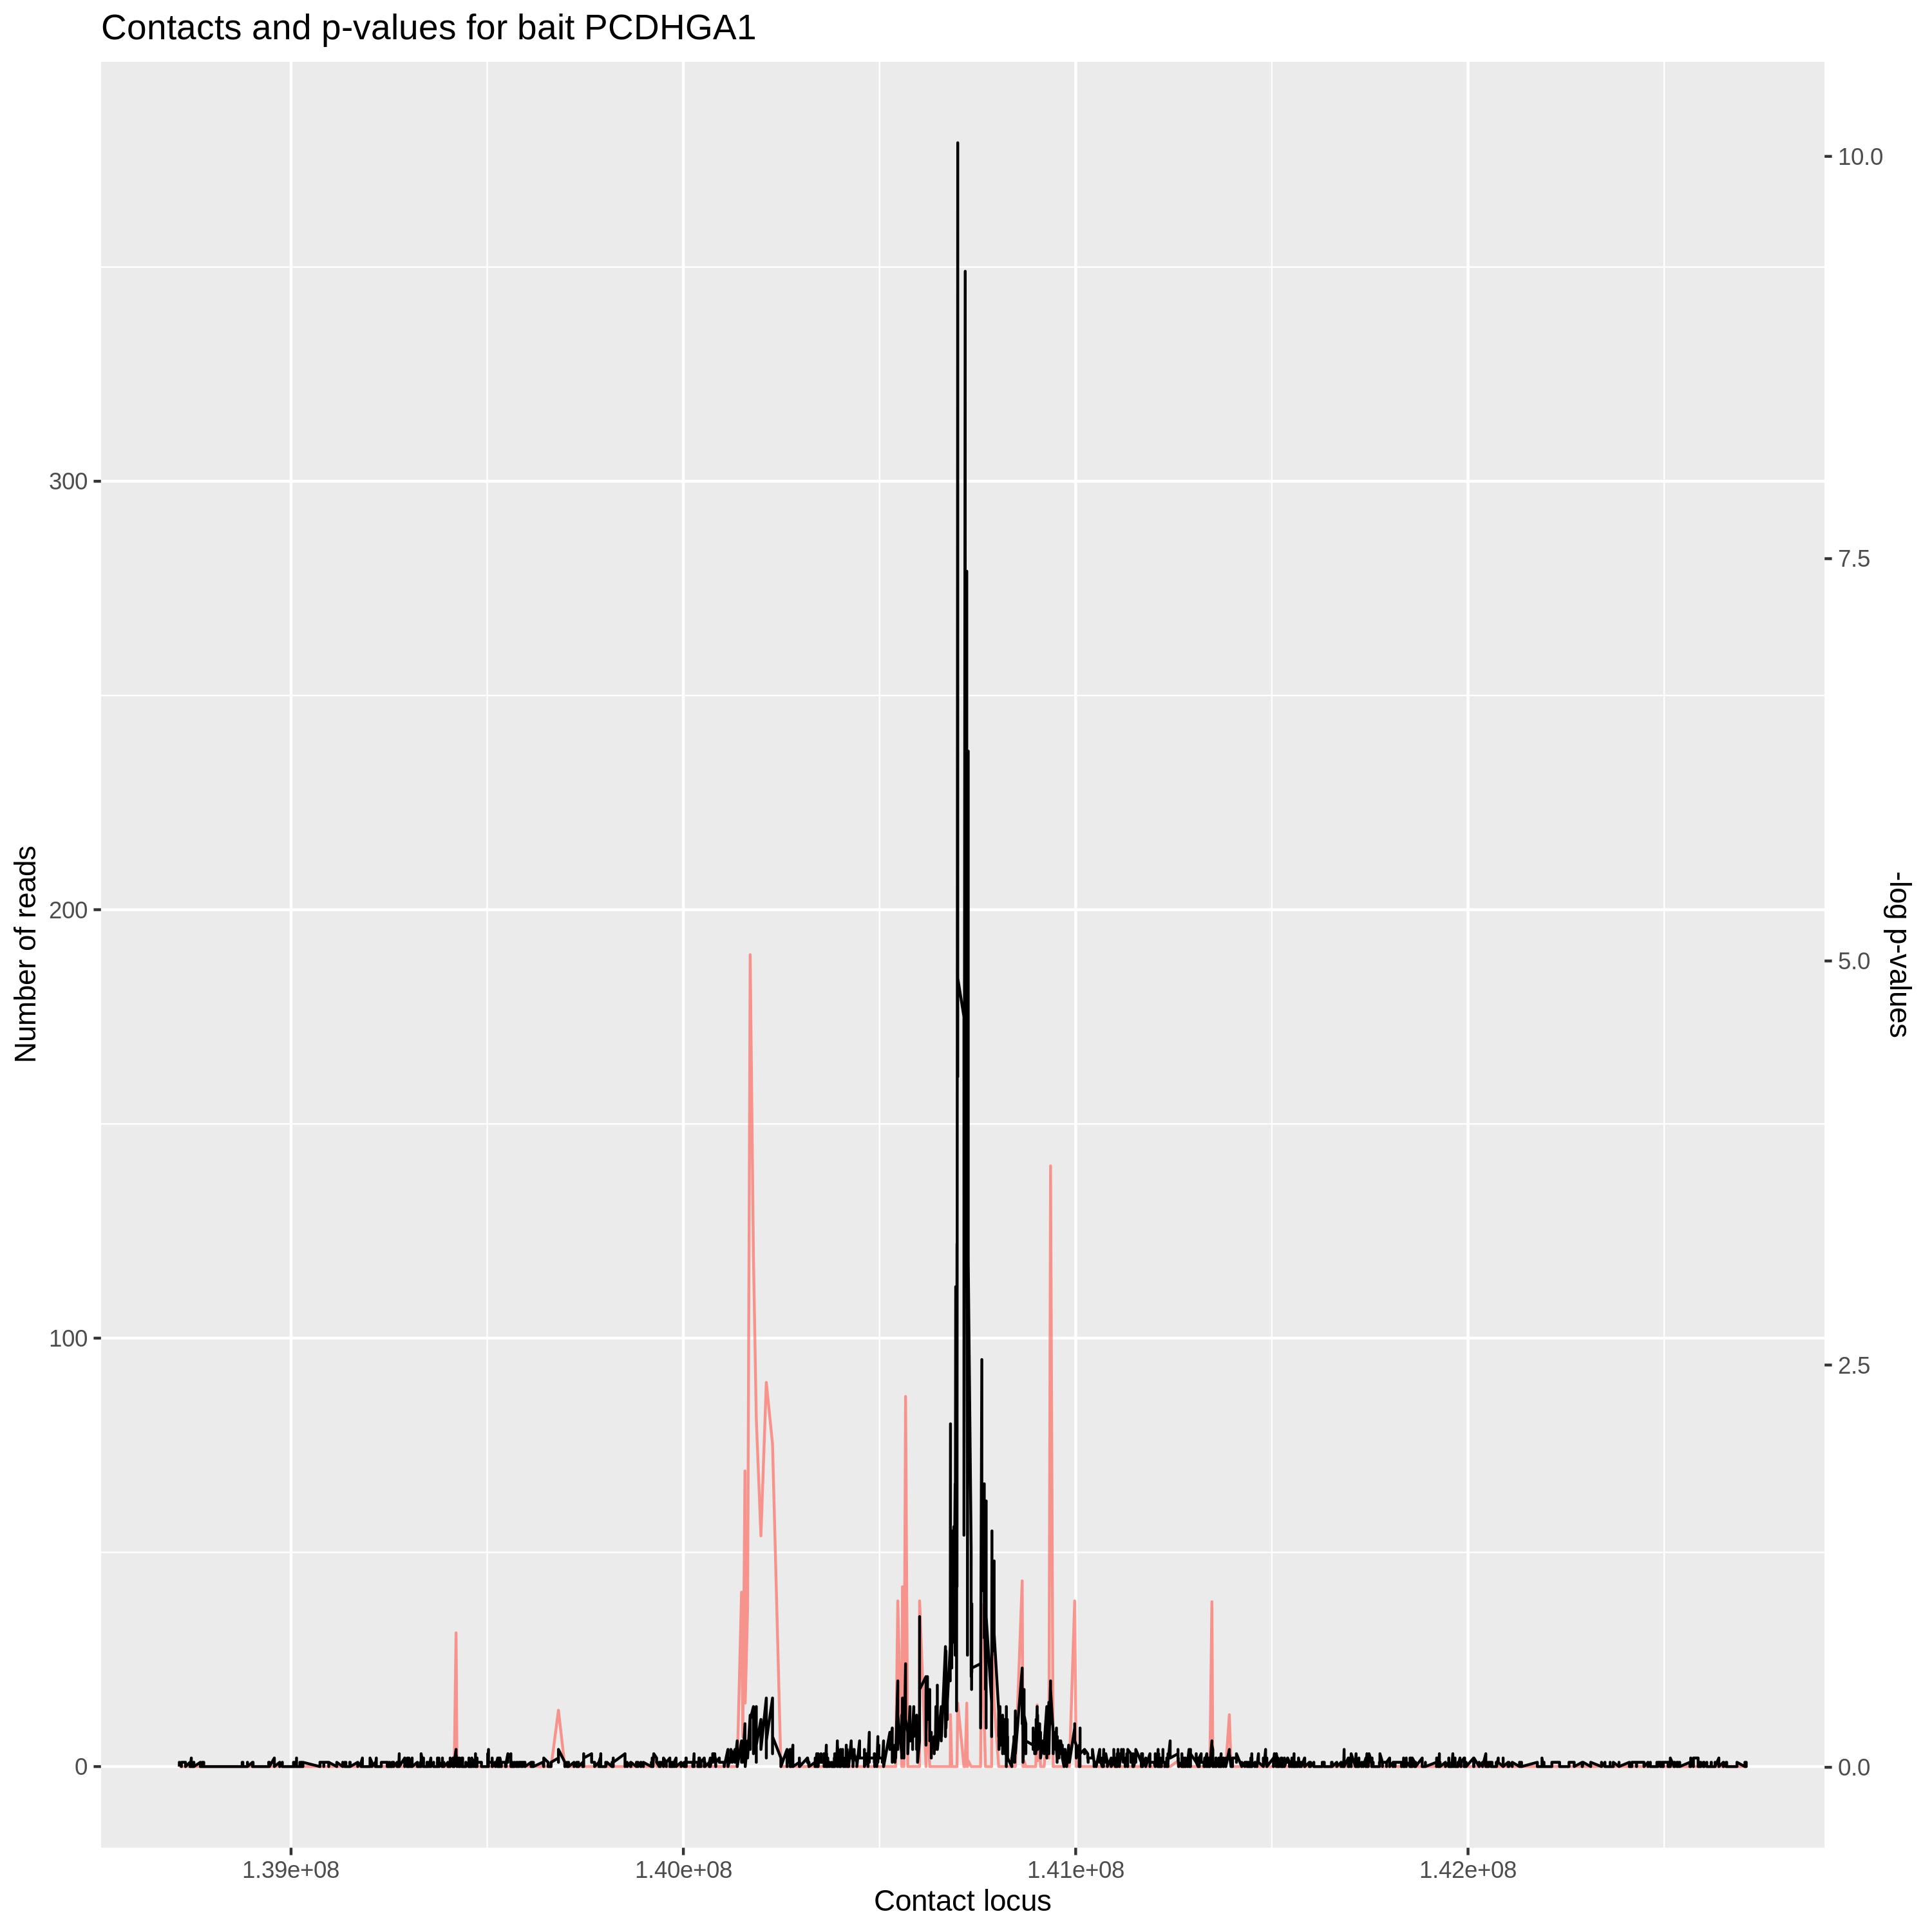 Contacts and p-values for bait PCDHGA1
Number of reads
300
200
100
0
10.0
7.5
5.0
2.5
0.0
-log p-values
1.39e+08
1.40e+08
1.41e+08
1.42e+08
Contact locus